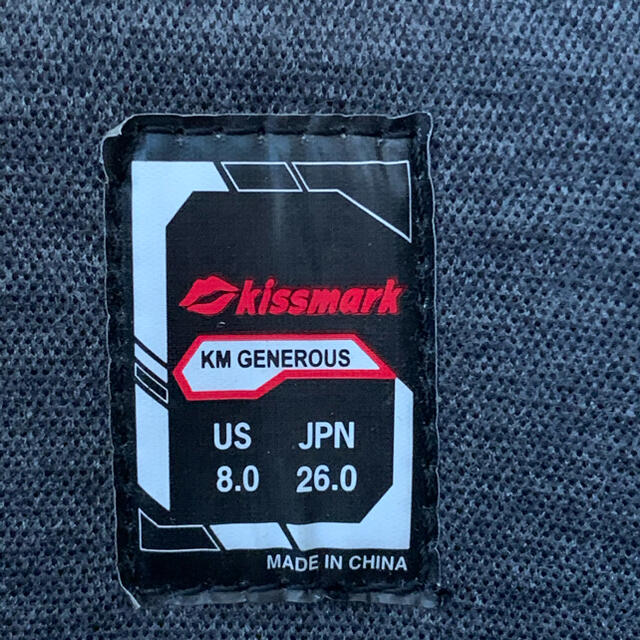 kissmark
KM GENEROUS
US JPN
8.0 26.0
MADE IN CHINA